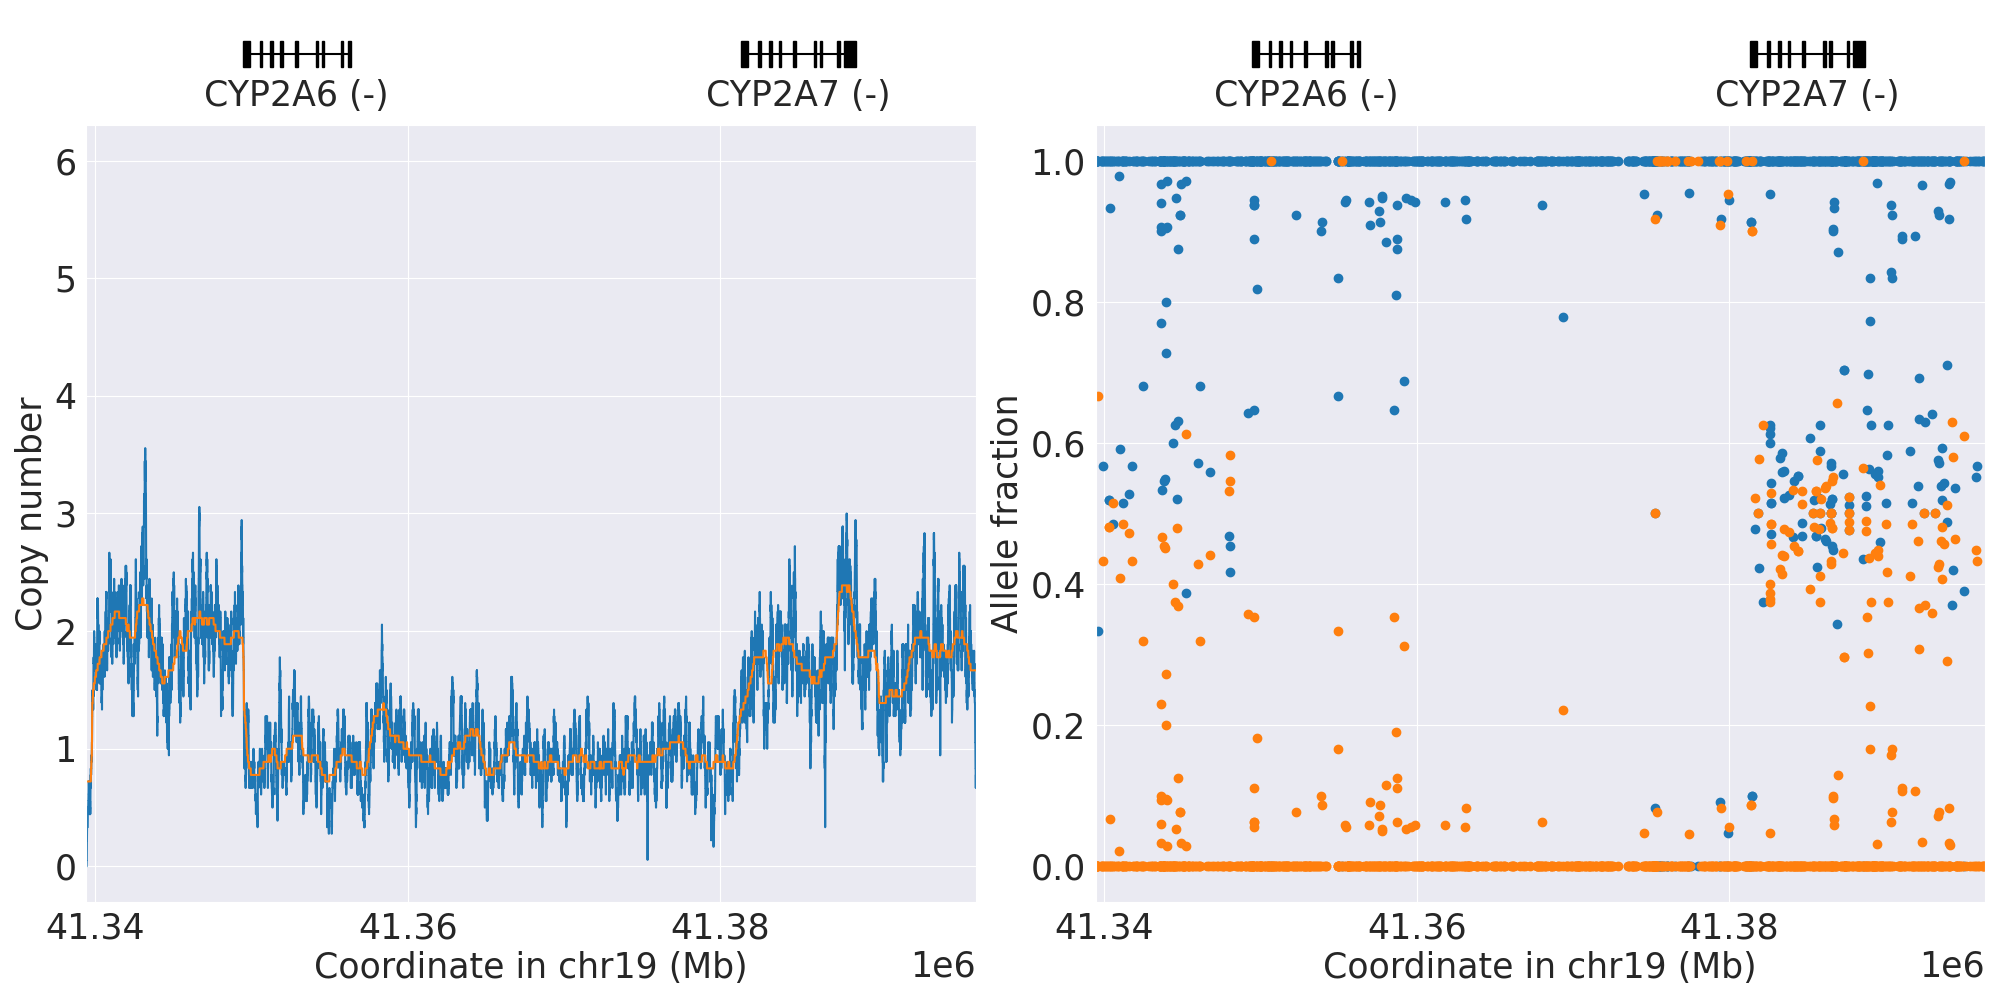 CYP2A6 (-)
CYP2A7 (-)
6
5
4
3
2
1
0
Copy number
41.34
41.36
41.38
Coordinate in chr19 (Mb)
1e6
CYP2A6 (-)
CYP2A7 (-)
1.0
0.8
0.6
0.4
0.2
0.0
Allele fraction
41.34
41.36
41.38
Coordinate in chr19 (Mb)
1e6